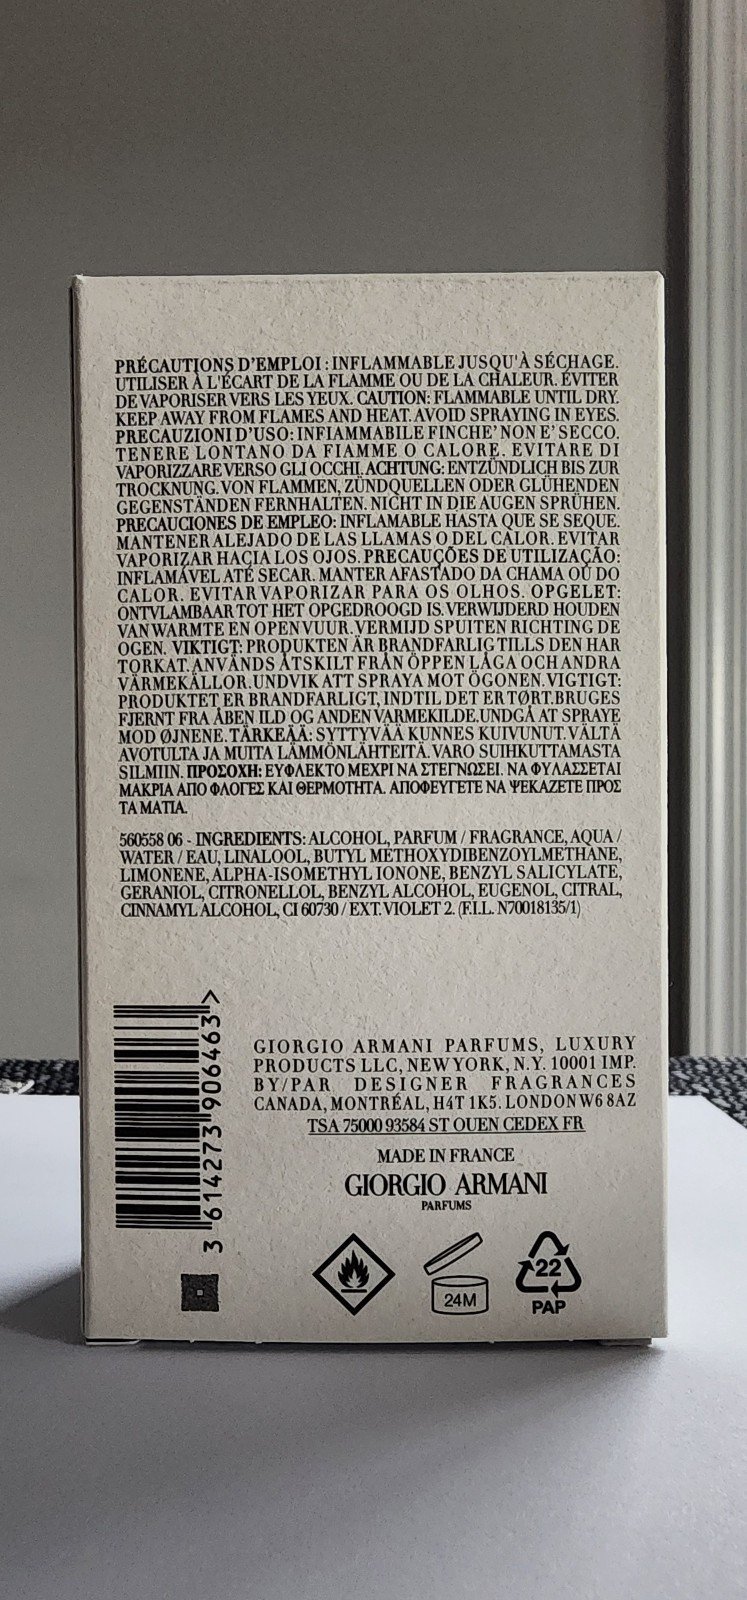 PRÉCAUTIONS D'EMPLOI : INFLAMMABLE JUSQU'À SÉCHAGE.
UTILISER À L'ÉCART DE LA FLAMME OU DE LA CHALEUR. ÉVITER
DE VAPORISER VERS LES YEUX. CAUTION: FLAMMABLE UNTIL DRY.
KEEP AWAY FROM FLAMES AND HEAT. AVOID SPRAYING IN EYES.
PRECAUZIONI D'USO: INFIAMMABILE FINCHE' NON E' SECCO.
TENERE LONTANO DA FIAMME O CALORE. EVITARE DI
VAPORIZZARE VERSO GLI OCCHI. ACHTUNG: ENTZÜNDLICH BIS ZUR
TROCKNUNG. VON FLAMMEN, ZÜNDQUELLEN ODER GLÜHENDEN
GEGENSTÄNDEN FERNHALTEN. NICHT IN DIE AUGEN SPRÜHEN.
PRECAUCIONES DE EMPLEO: INFLAMABLE HASTA QUE SE SEQUE.
MANTENER ALEJADO DE LAS LLAMAS O DEL CALOR. EVITAR
VAPORIZAR HACIA LOS OJOS. PRECAUÇÕES DE UTILIZAÇÃO:
INFLAMÁVEL ATÉ SECAR. MANTER AFASTADO DA CHAMA OU DO
CALOR. EVITAR VAPORIZAR PARA OS OLHOS. OPGELET:
ONTVLAMBAAR TOT HET OPGEDROOGD IS. VERWIJDERD HOUDEN
VAN WARMTE EN OPEN VUUR. VERMIJD SPUITEN RICHTING DE
OGEN. VIKTIGT: PRODUKTEN ÄR BRANDFARLIG TILLS DEN HAR
TORKAT. ANVÄNDS ÅTSKILT FRÅN ÖPPEN LÅGA OCH ANDRA
VÄRMEKÄLLOR. UNDVIK ATT SPRAYA MOT ÖGONEN. VIGTIGT:
PRODUKTET ER BRANDFARLIGT, INDTIL DET ER TØRT. BRUGES
FJERNT FRA ÅBEN ILD OG ANDEN VARMEKILDE. UNDGÅ AT SPRAYE
MOD ØJNENE. TÄRKEÄÄ: SYTTYVÄÄ KUNNES KUIVUNUT. VÄLTÄ
AVOTULTA JA MUITA LÄMMÖNLÄHTEITÄ. VARO SUIHKUTTAMASTA
SILMIIN. ΠΡΟΣΟΧΗ: ΕΥΦΛΕΚΤΟ ΜΕΧΡΙ ΝΑ ΣΤΕΓΝΩΣΕΙ. ΝΑ ΦΥΛΑΣΣΕΤΑΙ
ΜΑΚΡΙΑ ΑΠΟ ΦΛΟΓΕΣ ΚΑΙ ΘΕΡΜΟΤΗΤΑ. ΑΠΟΦΕΥΓΕΤΕ ΝΑ ΨΕΚΑΖΕΤΕ ΠΡΟΣ
ΤΑ ΜΑΤΙΑ.
560558 06 - INGREDIENTS: ALCOHOL, PARFUM / FRAGRANCE, AQUA /
WATER / EAU, LINALOOL, BUTYL METHOXYDIBENZOYLMETHANE,
LIMONENE, ALPHA-ISOMETHYL IONONE, BENZYL SALICYLATE,
GERANIOL, CITRONELLOL, BENZYL ALCOHOL, EUGENOL, CITRAL,
CINNAMYL ALCOHOL, CI 60730 / EXT. VIOLET 2. (F.I.L. N70018135/1)
3 614273 906463 >
GIORGIO ARMANI PARFUMS, LUXURY
PRODUCTS LLC, NEW YORK, N.Y. 10001 IMP.
BY/PAR DESIGNER FRAGRANCES
CANADA, MONTRÉAL, H4T 1K5. LONDON W6 8AZ
TSA 75000 93584 ST OUEN CEDEX FR
MADE IN FRANCE
GIORGIO ARMANI
PARFUMS
24M
22
PAP